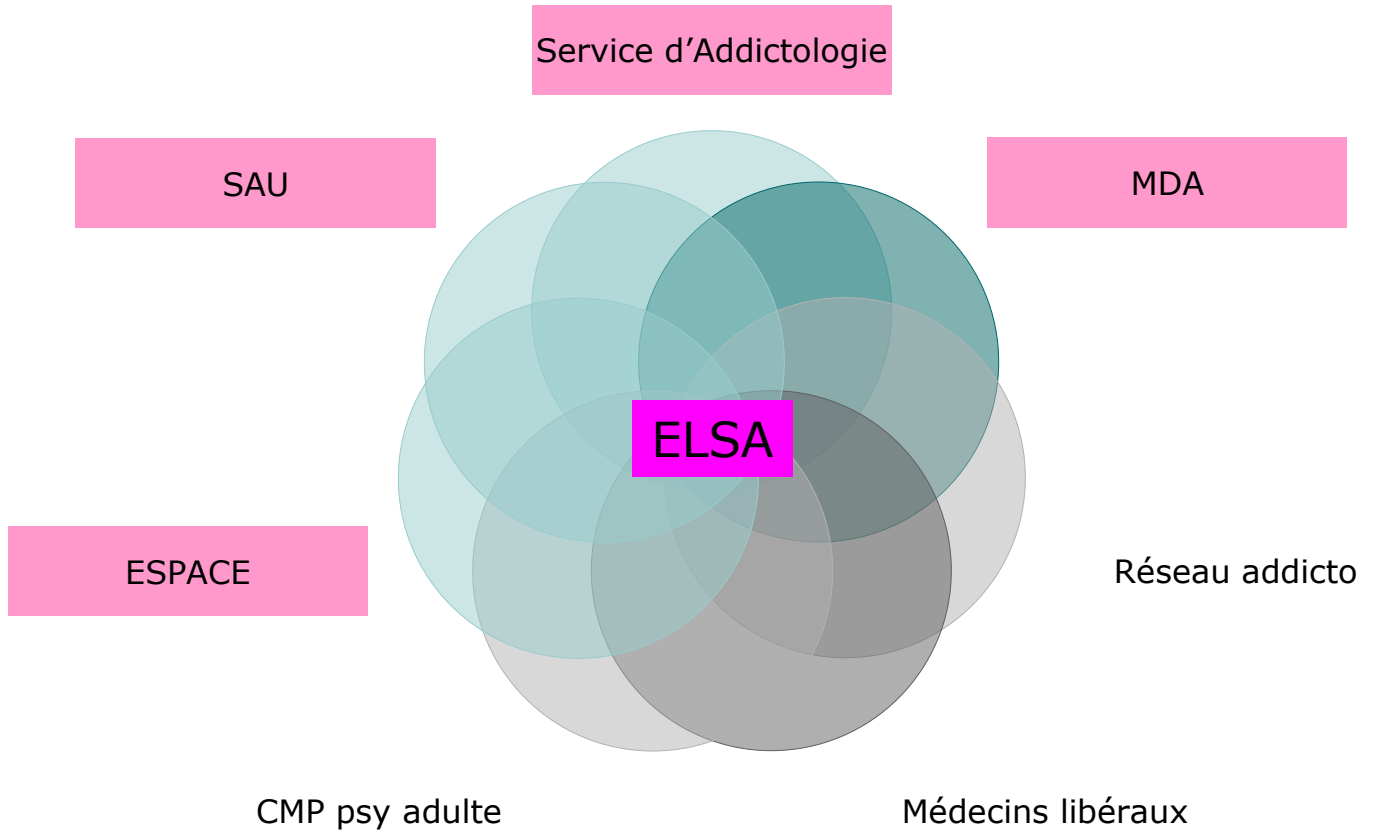 Service d’Addictologie
SAU
MDA
ELSA
ESPACE
Réseau addicto
CMP psy adulte
Médecins libéraux